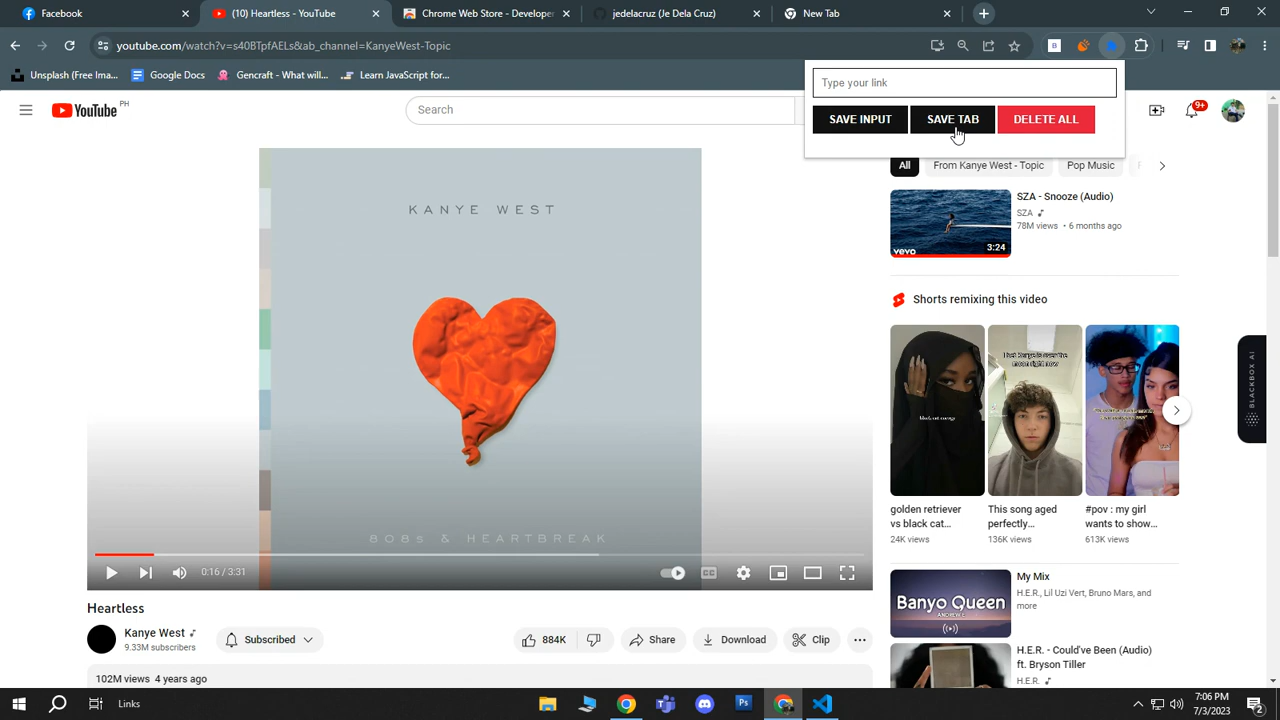 Facebook
(10) Heartless - YouTube
Chrome Web Store - Developer
jedelacruz (Je Dela Cruz)
New Tab
youtube.com/watch?v=s40BTpfAELs&ab_channel=KanyeWest-Topic
Unsplash (Free Ima...
Google Docs
Gencraft - What will...
Learn JavaScript for...
Type your link
SAVE INPUT
SAVE TAB
DELETE ALL
YouTube PH
Search
9+
All
From Kanye West - Topic
Pop Music
KANYE WEST
808s & HEARTBREAK
SZA - Snooze (Audio)
SZA
78M views • 6 months ago
vevo
3:24
Shorts remixing this video
golden retriever
vs black cat...
24K views
This song aged
perfectly...
136K views
#pov : my girl
wants to show...
613K views
BLACKBOX AI
0:16 / 3:31
Heartless
Kanye West
9.33M subscribers
Subscribed
884K
Share
Download
Clip
102M views 4 years ago
My Mix
H.E.R., Lil Uzi Vert, Bruno Mars, and
more
Banyo Queen
ANDREW E.
H.E.R. - Could've Been (Audio)
ft. Bryson Tiller
H.E.R.
Links
7:06 PM
7/3/2023
2